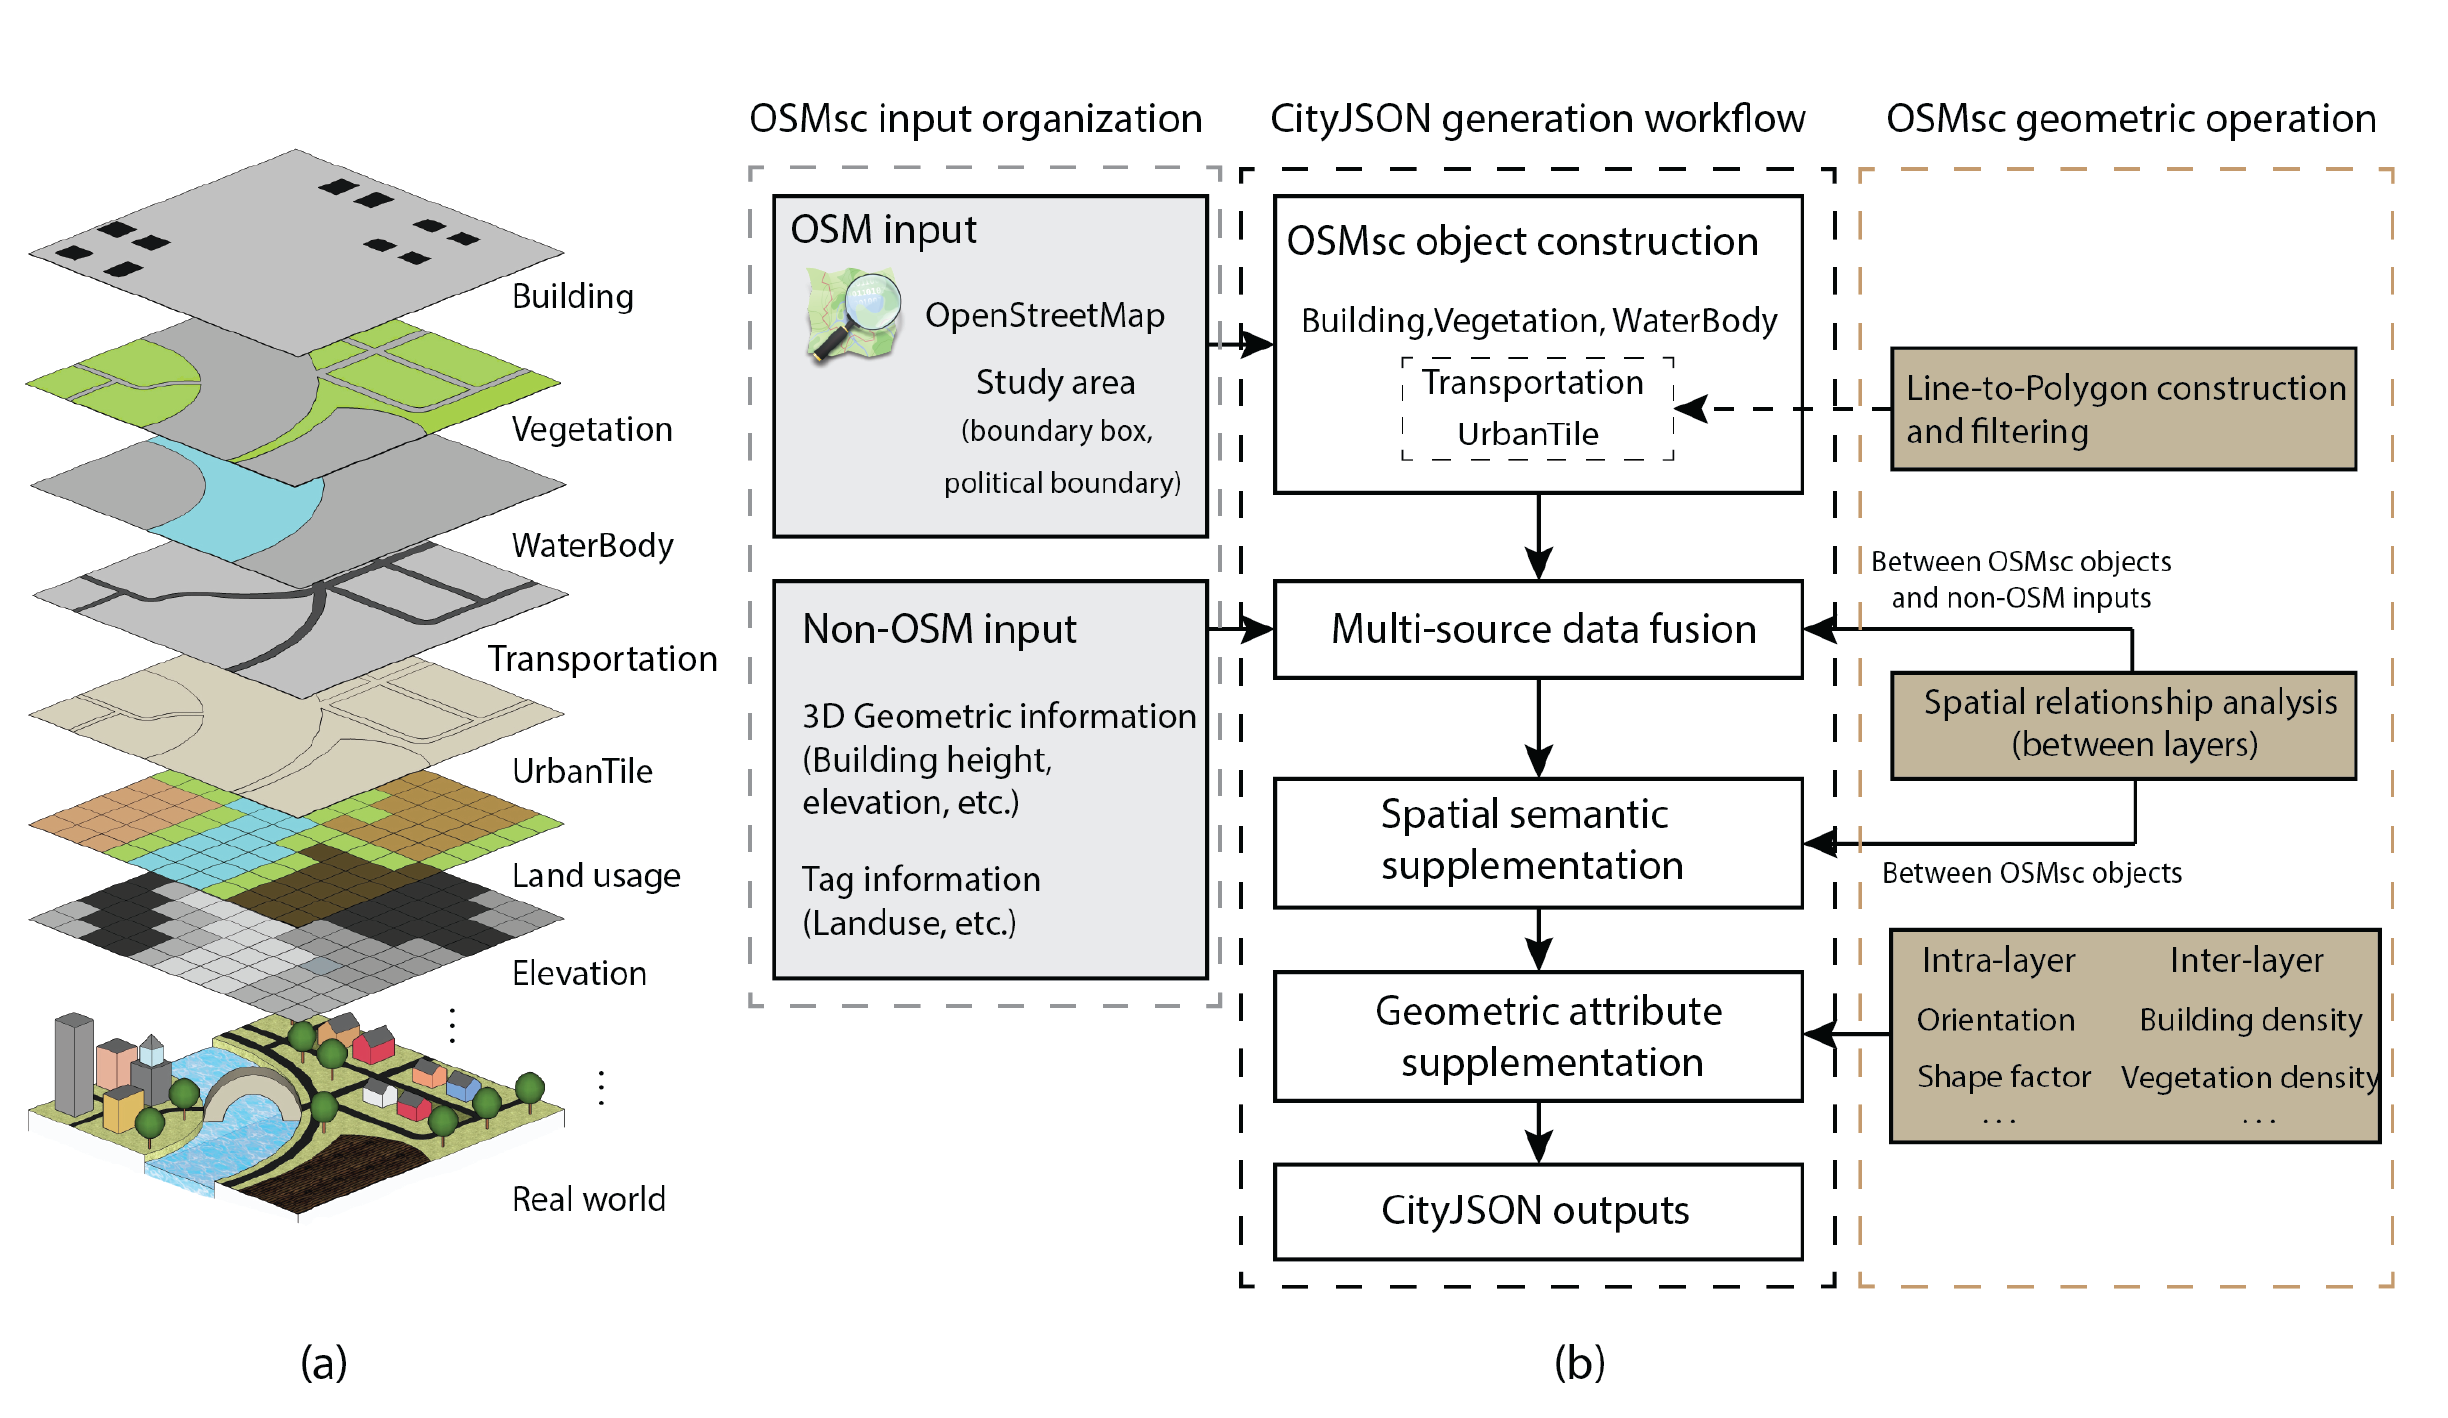 Building
Vegetation
WaterBody
Transportation
UrbanTile
Land usage
Elevation
Real world
(a)
OSMsc input organization
OSM input
OpenStreetMap
Study area
(boundary box,
political boundary)
Non-OSM input
3D Geometric information
(Building height,
elevation, etc.)
Tag information
(Landuse, etc.)
CityJSON generation workflow
OSMsc object construction
Building,Vegetation, WaterBody
Transportation
UrbanTile
Multi-source data fusion
Spatial semantic
supplementation
Geometric attribute
supplementation
CityJSON outputs
OSMsc geometric operation
Line-to-Polygon construction
and filtering
Between OSMsc objects
and non-OSM inputs
Spatial relationship analysis
(between layers)
Between OSMsc objects
Intra-layer Inter-layer
Orientation Building density
Shape factor Vegetation density
... ...
(b)